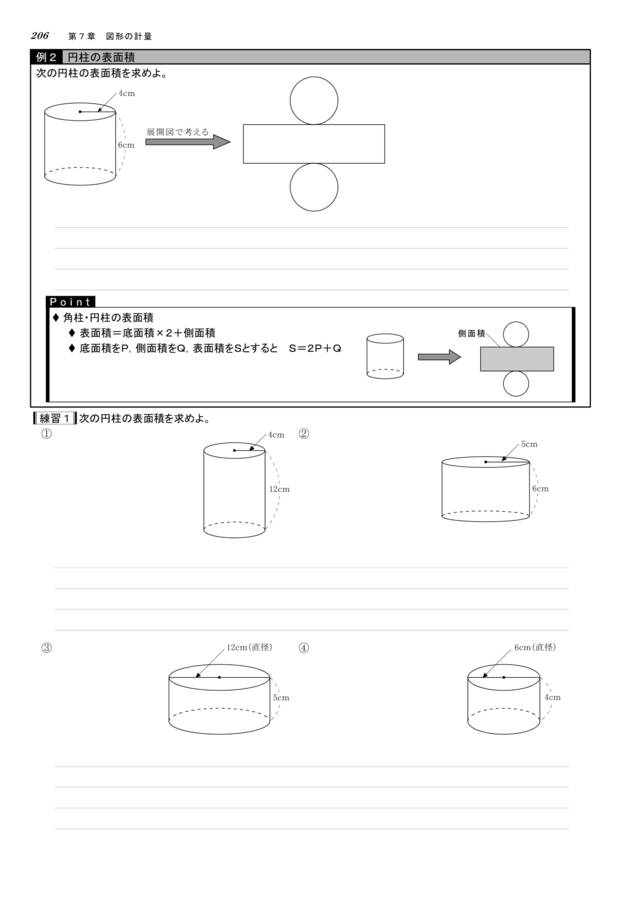 206 第7章 図形の計量
例2 円柱の表面積
次の円柱の表面積を求めよ。
4cm
展開図で考える
6cm
Point
♦ 角柱・円柱の表面積
♦ 表面積＝底面積×2＋側面積
♦ 底面積をP，側面積をQ，表面積をSとすると S＝2P＋Q
側面積
練習1 次の円柱の表面積を求めよ。
①
4cm
12cm
②
5cm
6cm
③
12cm（直径）
5cm
④
6cm（直径）
4cm